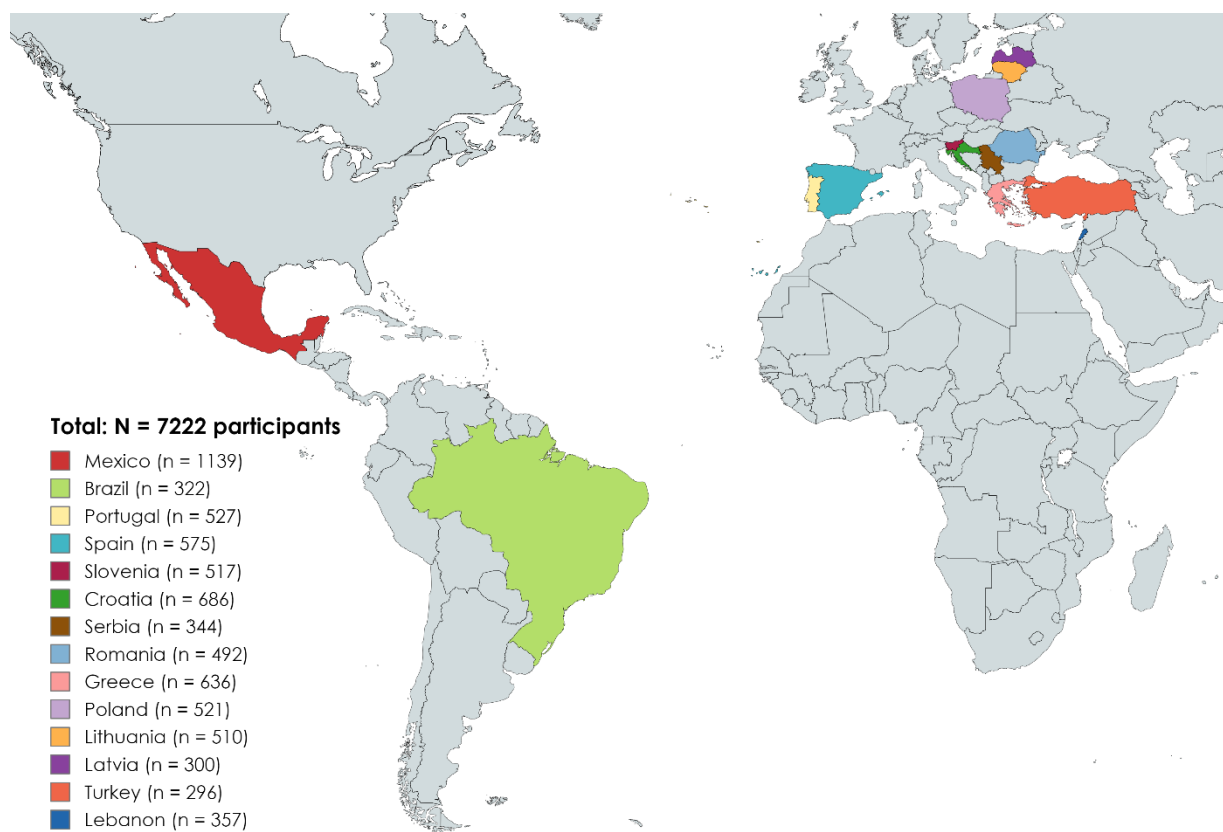 Total: N = 7222 participants
Mexico (n = 1139)
Brazil (n = 322)
Portugal (n = 527)
Spain (n = 575)
Slovenia (n = 517)
Croatia (n = 686)
Serbia (n = 344)
Romania (n = 492)
Greece (n = 636)
Poland (n = 521)
Lithuania (n = 510)
Latvia (n = 300)
Turkey (n = 296)
Lebanon (n = 357)